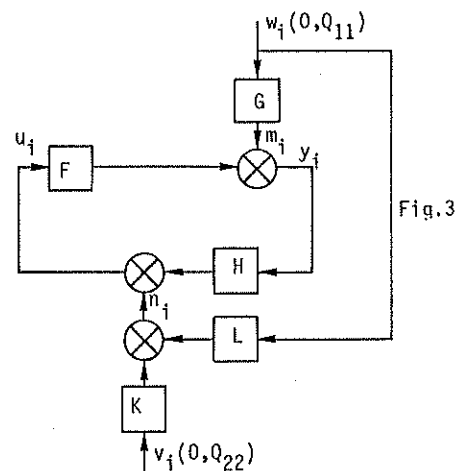 w_i(0,Q_11)
G
m_i
u_i
y_i
F
Fig.3
H
n_i
L
K
v_i(0,Q_22)